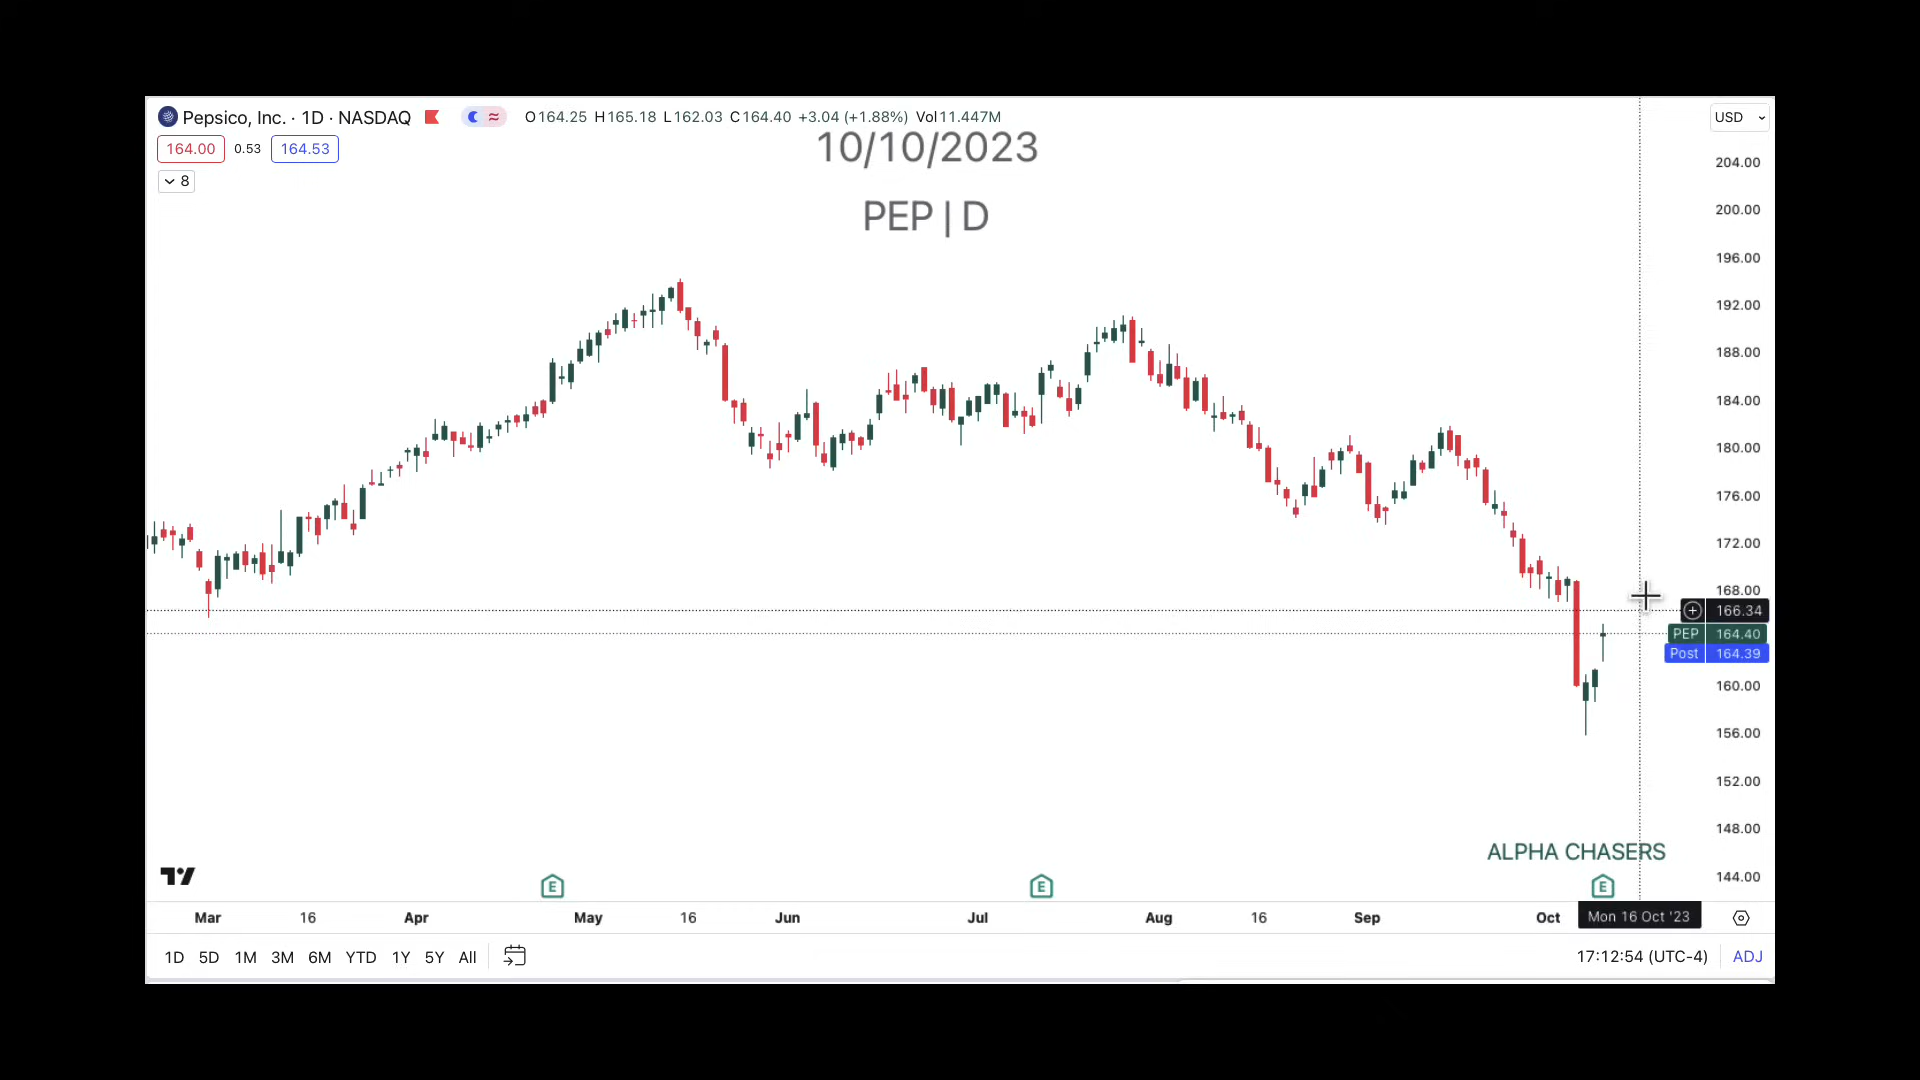 Pepsico, Inc. · 1D · NASDAQ O164.25 H165.18 L162.03 C164.40 +3.04 (+1.88%) Vol11.447M
164.00 0.53 164.53
8
10/10/2023
PEP | D
USD
204.00
200.00
196.00
192.00
188.00
184.00
180.00
176.00
172.00
168.00
166.34
PEP 164.40
Post 164.39
160.00
156.00
152.00
148.00
144.00
ALPHA CHASERS
E E E
Mar 16 Apr May 16 Jun Jul Aug 16 Sep Oct Mon 16 Oct '23
1D 5D 1M 3M 6M YTD 1Y 5Y All 17:12:54 (UTC-4) ADJ